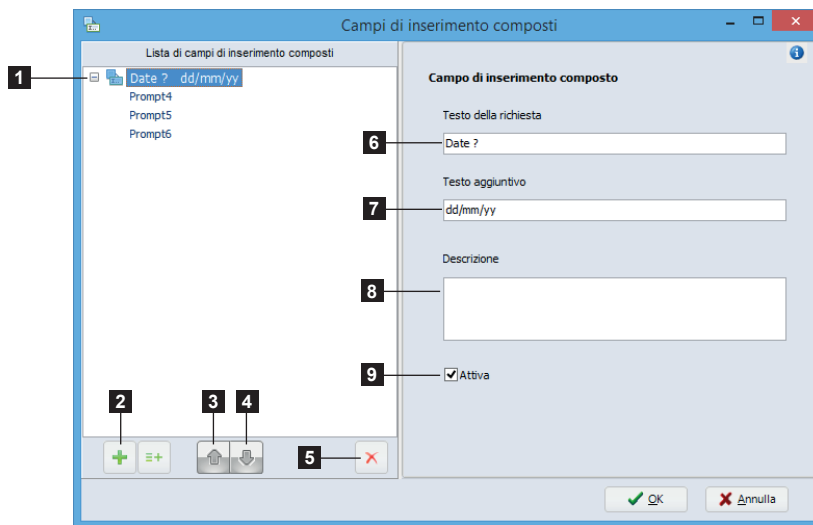 Campi di inserimento composti
Lista di campi di inserimento composti
1
Date ? dd/mm/yy
Prompt4
Prompt5
Prompt6
Campo di inserimento composto
Testo della richiesta
6
Date ?
Testo aggiuntivo
7
dd/mm/yy
Descrizione
8
9
Attiva
2
3
4
5
OK
Annulla